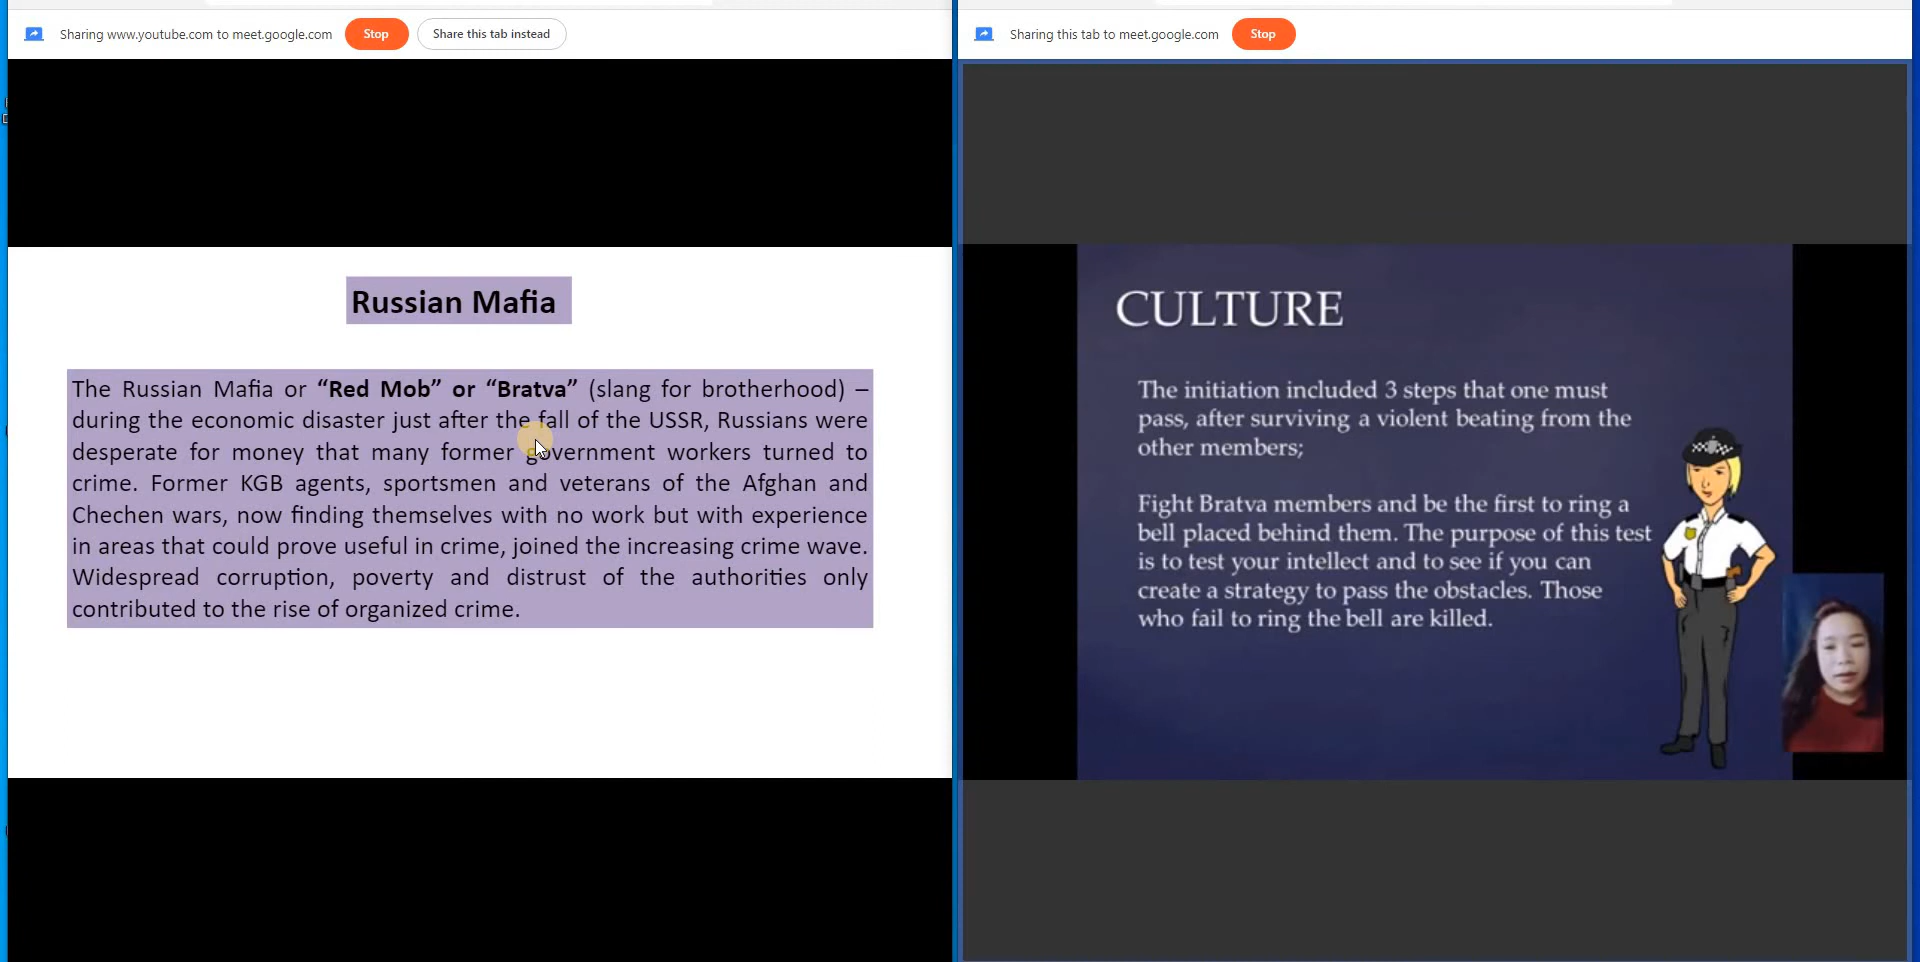 Sharing www.youtube.com to meet.google.com
Stop
Share this tab instead
Russian Mafia
The Russian Mafia or “Red Mob” or “Bratva” (slang for brotherhood) –
during the economic disaster just after the fall of the USSR, Russians were
desperate for money that many former government workers turned to
crime. Former KGB agents, sportsmen and veterans of the Afghan and
Chechen wars, now finding themselves with no work but with experience
in areas that could prove useful in crime, joined the increasing crime wave.
Widespread corruption, poverty and distrust of the authorities only
contributed to the rise of organized crime.
Sharing this tab to meet.google.com
Stop
CULTURE
The initiation included 3 steps that one must
pass, after surviving a violent beating from the
other members;
Fight Bratva members and be the first to ring a
bell placed behind them. The purpose of this test
is to test your intellect and to see if you can
create a strategy to pass the obstacles. Those
who fail to ring the bell are killed.